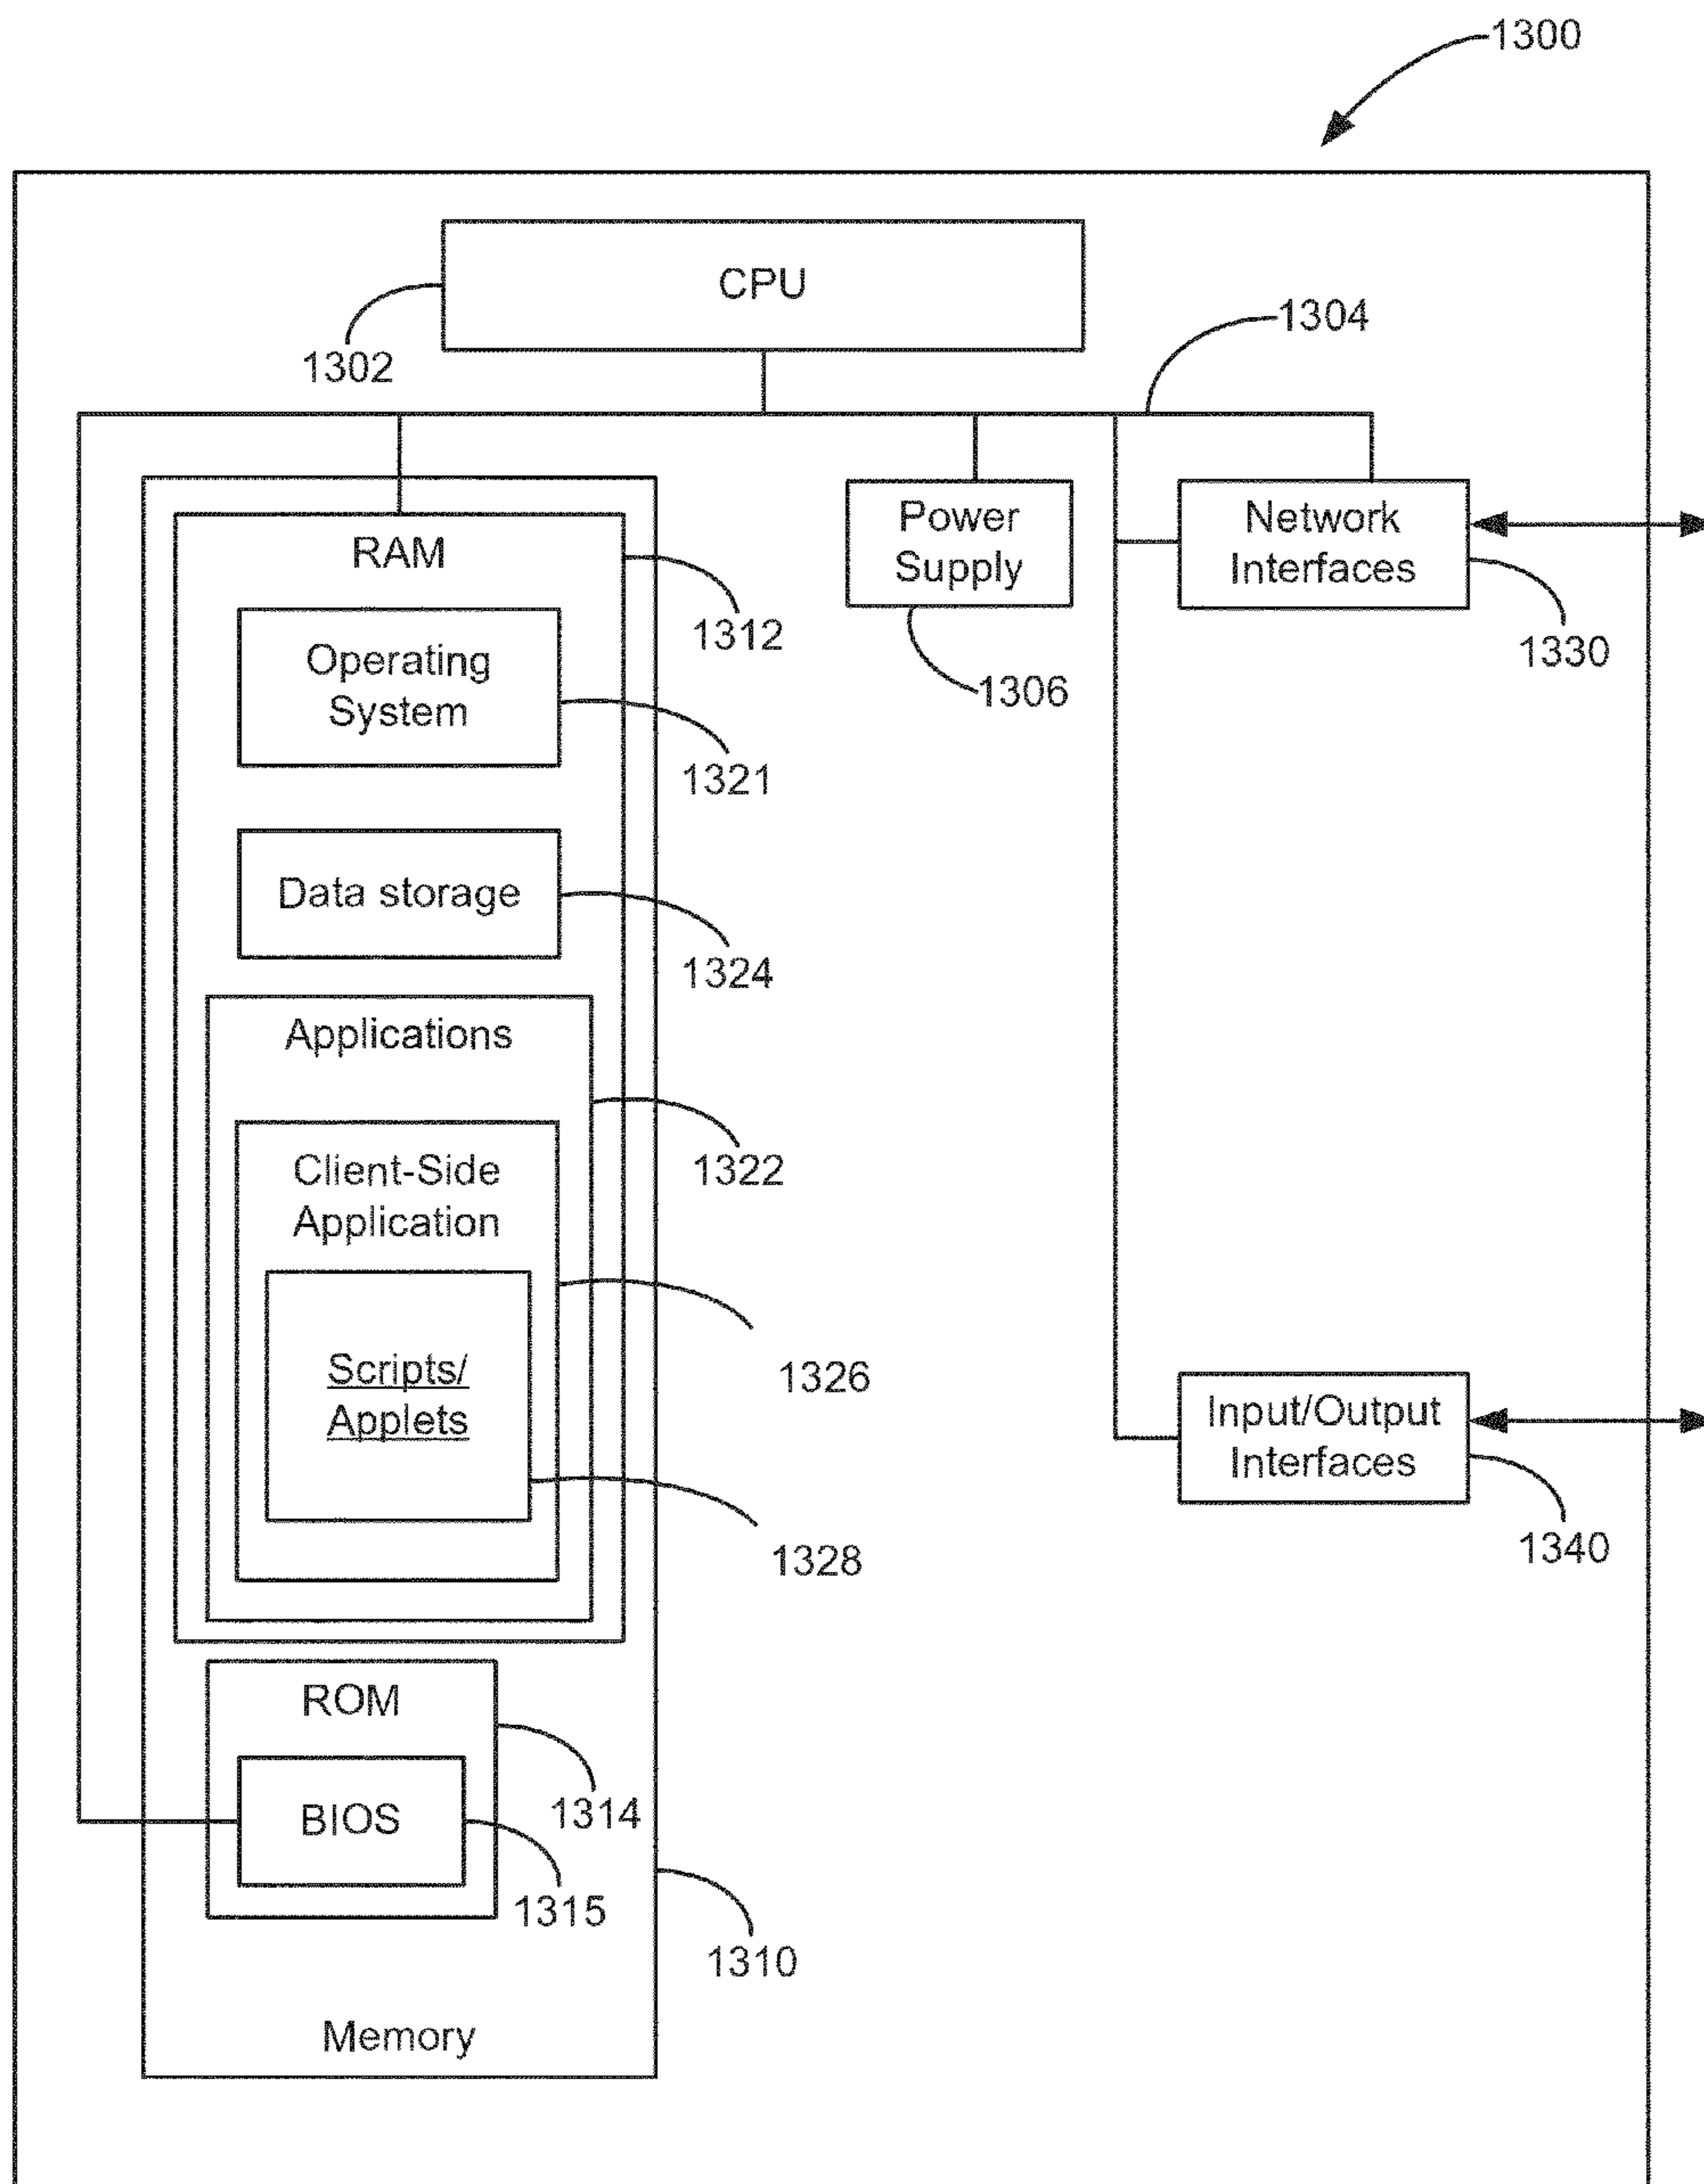 1300
CPU
1302
1304
RAM
1312
Power
Supply
1306
Network
Interfaces
1330
Operating
System
1321
Data storage
1324
Applications
1322
Client-Side
Application
1326
Scripts/
Applets
1328
Input/Output
Interfaces
1340
ROM
1314
BIOS
1315
1310
Memory